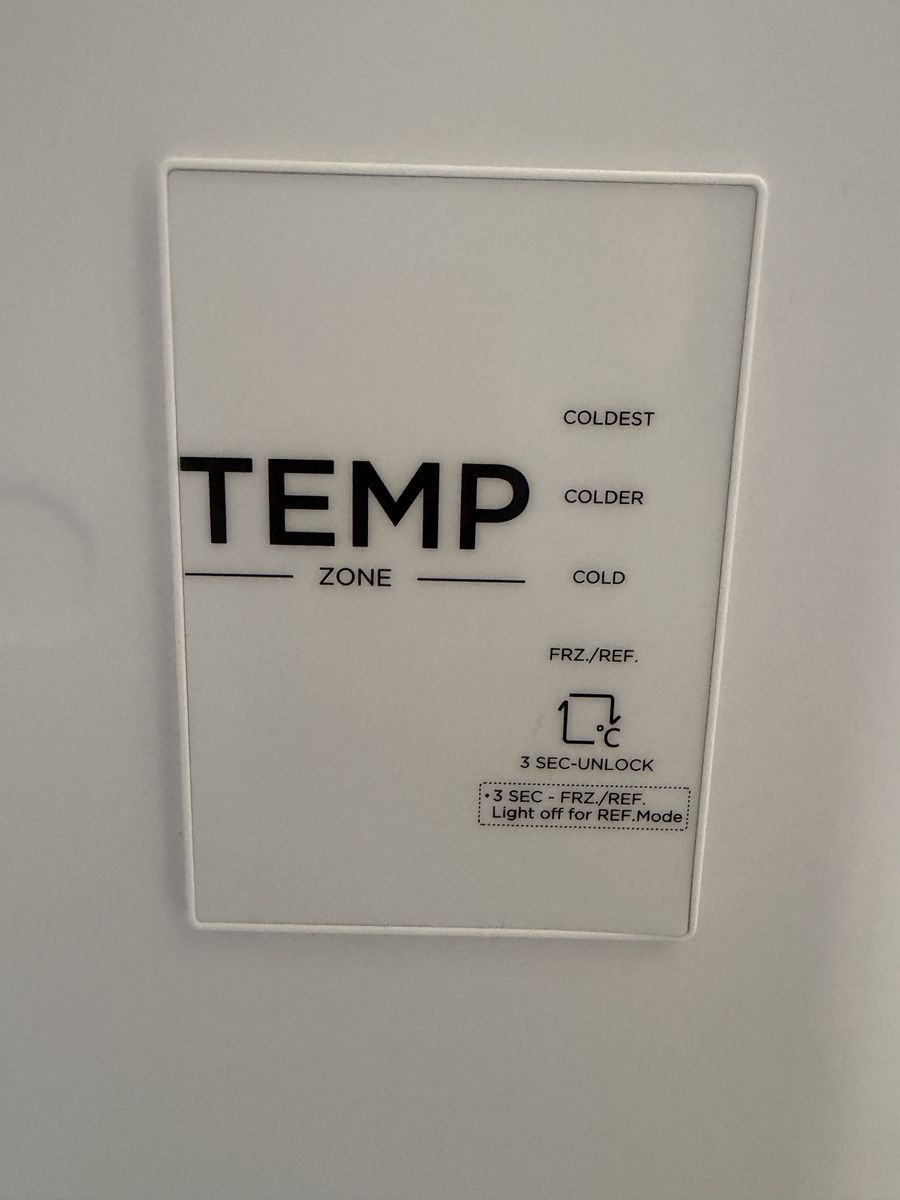 COLDEST
TEMP
COLDER
ZONE
COLD
FRZ./REF.
°C
3 SEC-UNLOCK
•3 SEC - FRZ./REF.
Light off for REF.Mode